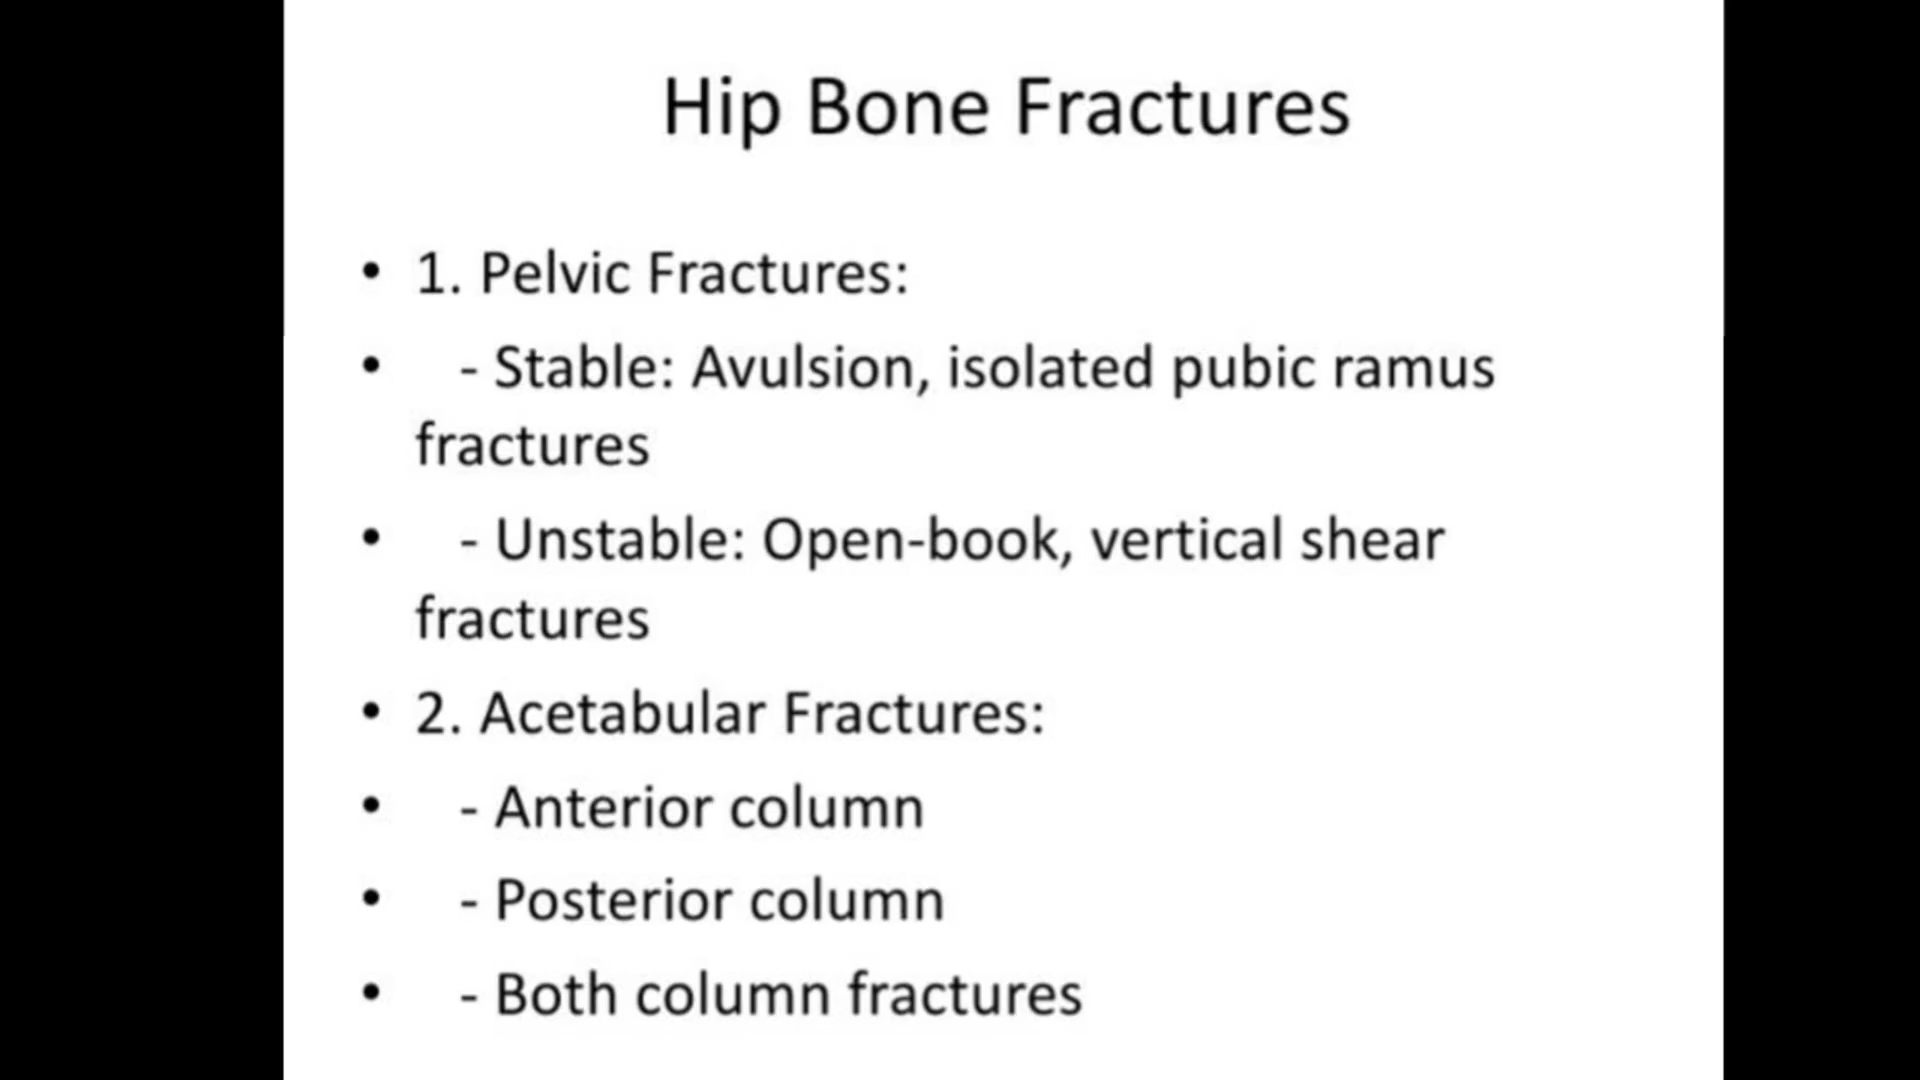 Hip Bone Fractures
• 1. Pelvic Fractures:
• - Stable: Avulsion, isolated pubic ramus
fractures
• - Unstable: Open-book, vertical shear
fractures
• 2. Acetabular Fractures:
• - Anterior column
• - Posterior column
• - Both column fractures